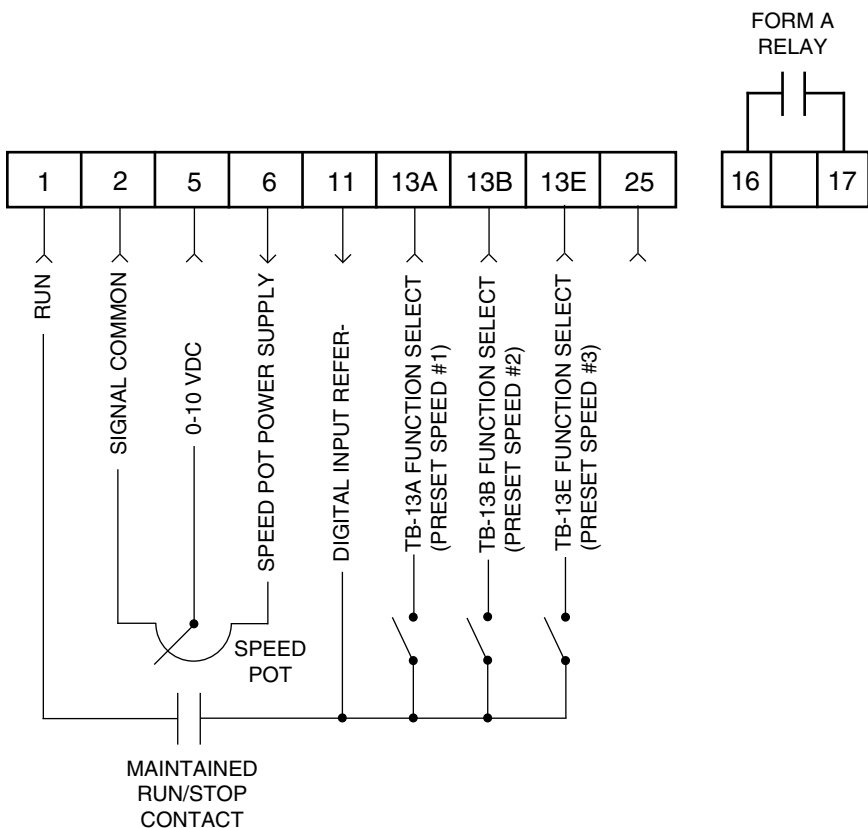 FORM A
RELAY
1 2 5 6 11 13A 13B 13E 25 16 17
RUN
SIGNAL COMMON
0-10 VDC
SPEED POT POWER SUPPLY
DIGITAL INPUT REFER-
TB-13A FUNCTION SELECT
(PRESET SPEED #1)
TB-13B FUNCTION SELECT
(PRESET SPEED #2)
TB-13E FUNCTION SELECT
(PRESET SPEED #3)
SPEED
POT
MAINTAINED
RUN/STOP
CONTACT